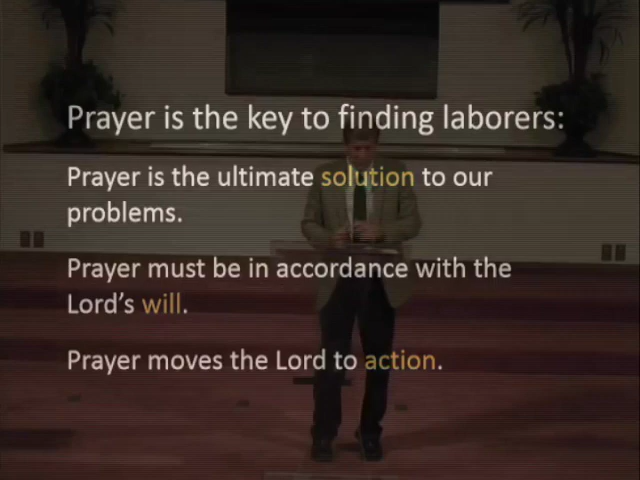 Prayer is the key to finding laborers:
Prayer is the ultimate solution to our
problems.
Prayer must be in accordance with the
Lord's will.
Prayer moves the Lord to action.